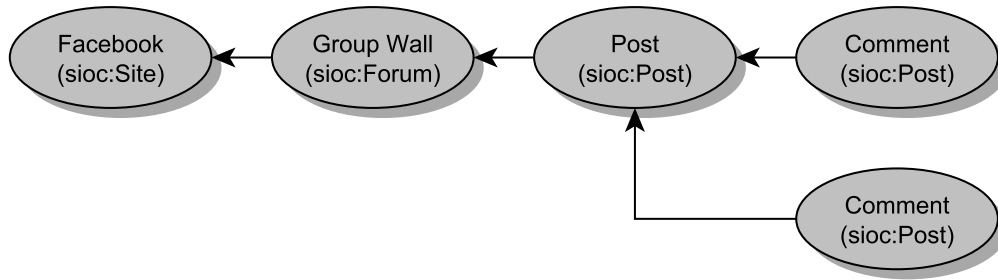 Facebook
(sioc:Site)
Group Wall
(sioc:Forum)
Post
(sioc:Post)
Comment
(sioc:Post)
Comment
(sioc:Post)